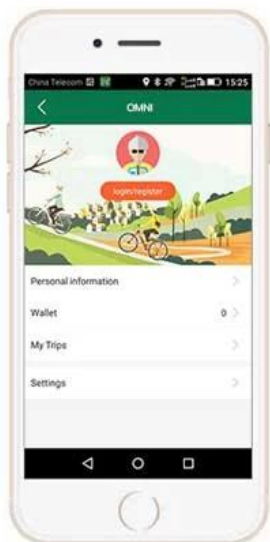 China Telecom 15:25
OMNI
login/register
Personal information
Wallet 0
My Trips
Settings